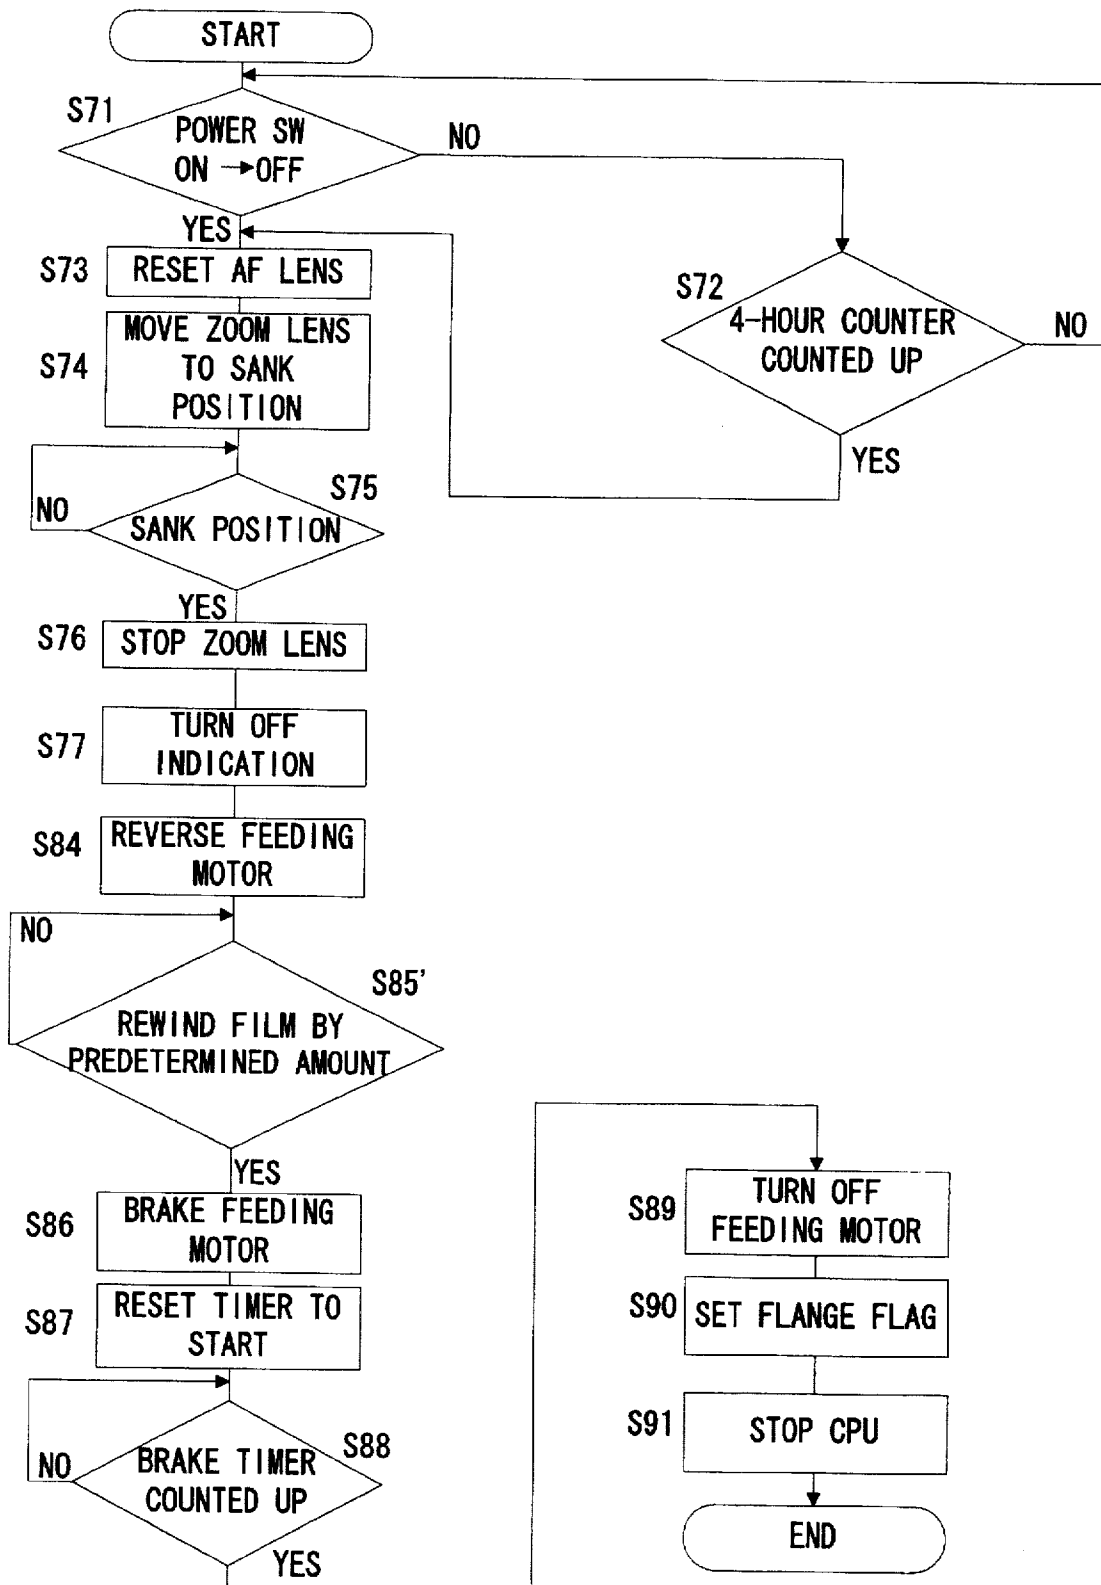 START
S71
POWER SW
ON →OFF
NO
YES
S72
4-HOUR COUNTER
COUNTED UP
NO
YES
S73
RESET AF LENS
S74
MOVE ZOOM LENS
TO SANK
POSITION
S75
SANK POSITION
NO
YES
S76
STOP ZOOM LENS
S77
TURN OFF
INDICATION
S84
REVERSE FEEDING
MOTOR
NO
S85'
REWIND FILM BY
PREDETERMINED AMOUNT
YES
S86
BRAKE FEEDING
MOTOR
S87
RESET TIMER TO
START
S88
NO
BRAKE TIMER
COUNTED UP
YES
S89
TURN OFF
FEEDING MOTOR
S90
SET FLANGE FLAG
S91
STOP CPU
END